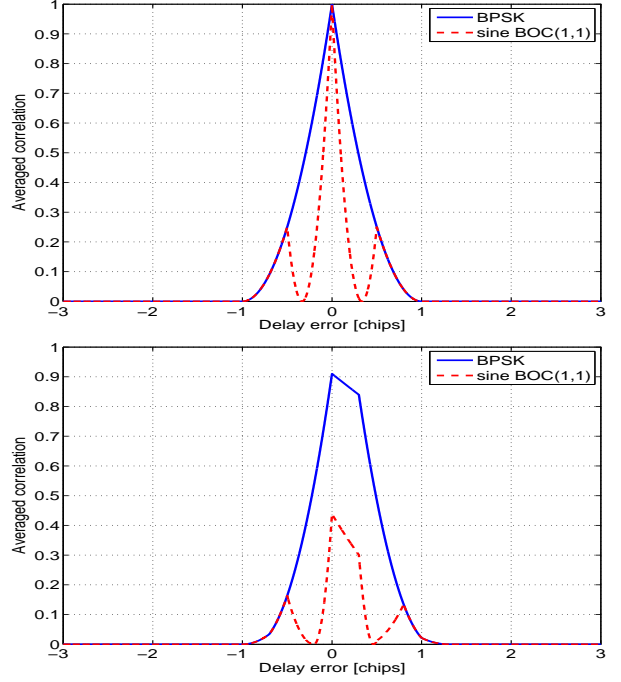 1
0.9
0.8
0.7
0.6
0.5
0.4
0.3
0.2
0.1
0
Averaged correlation
BPSK
sine BOC(1,1)
−3 −2 −1 0 1 2 3
Delay error [chips]
1
0.9
0.8
0.7
0.6
0.5
0.4
0.3
0.2
0.1
0
Averaged correlation
BPSK
sine BOC(1,1)
−3 −2 −1 0 1 2 3
Delay error [chips]